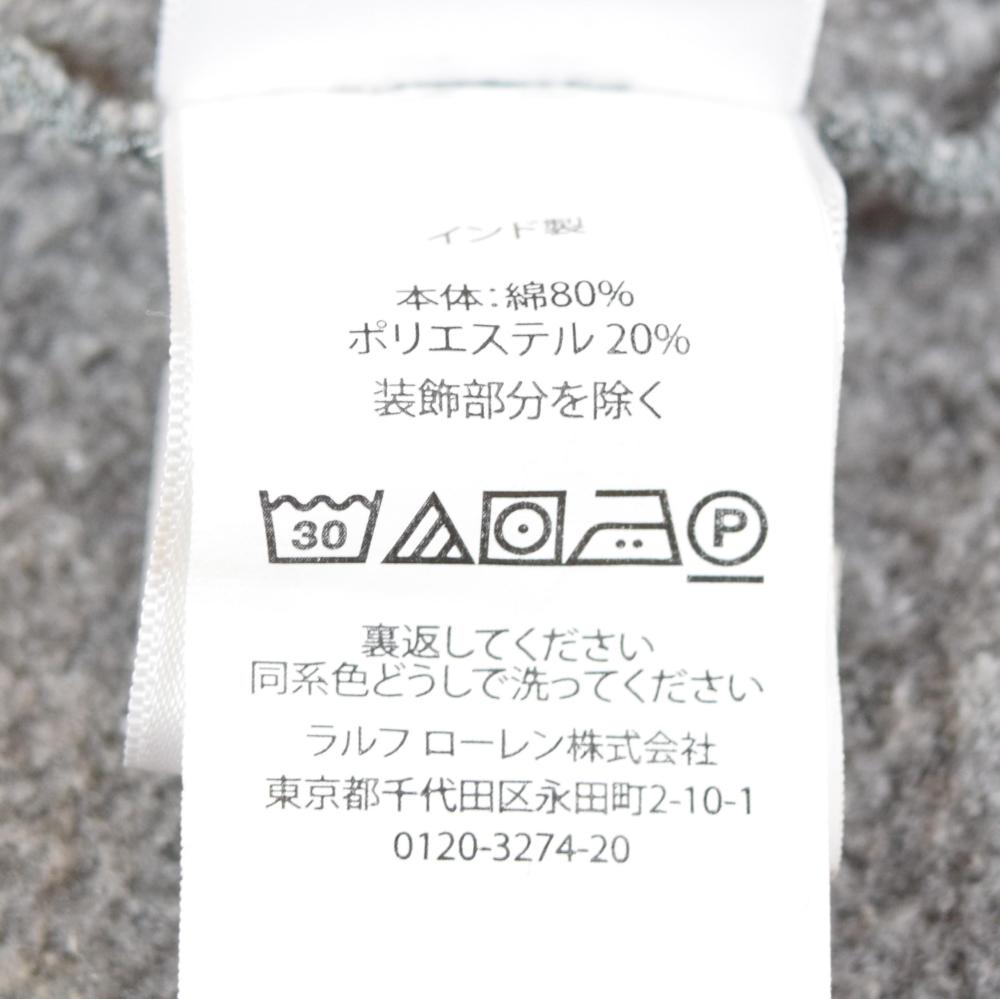 インド製
本体:綿80%
ポリエステル 20%
装飾部分を除く
30 P
裏返してください
同系色どうしで洗ってください
ラルフ ローレン株式会社
東京都千代田区永田町2-10-1
0120-3274-20